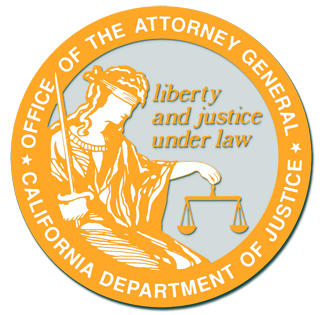 OFFICE OF THE ATTORNEY GENERAL
liberty
and justice
under law
CALIFORNIA DEPARTMENT OF JUSTICE